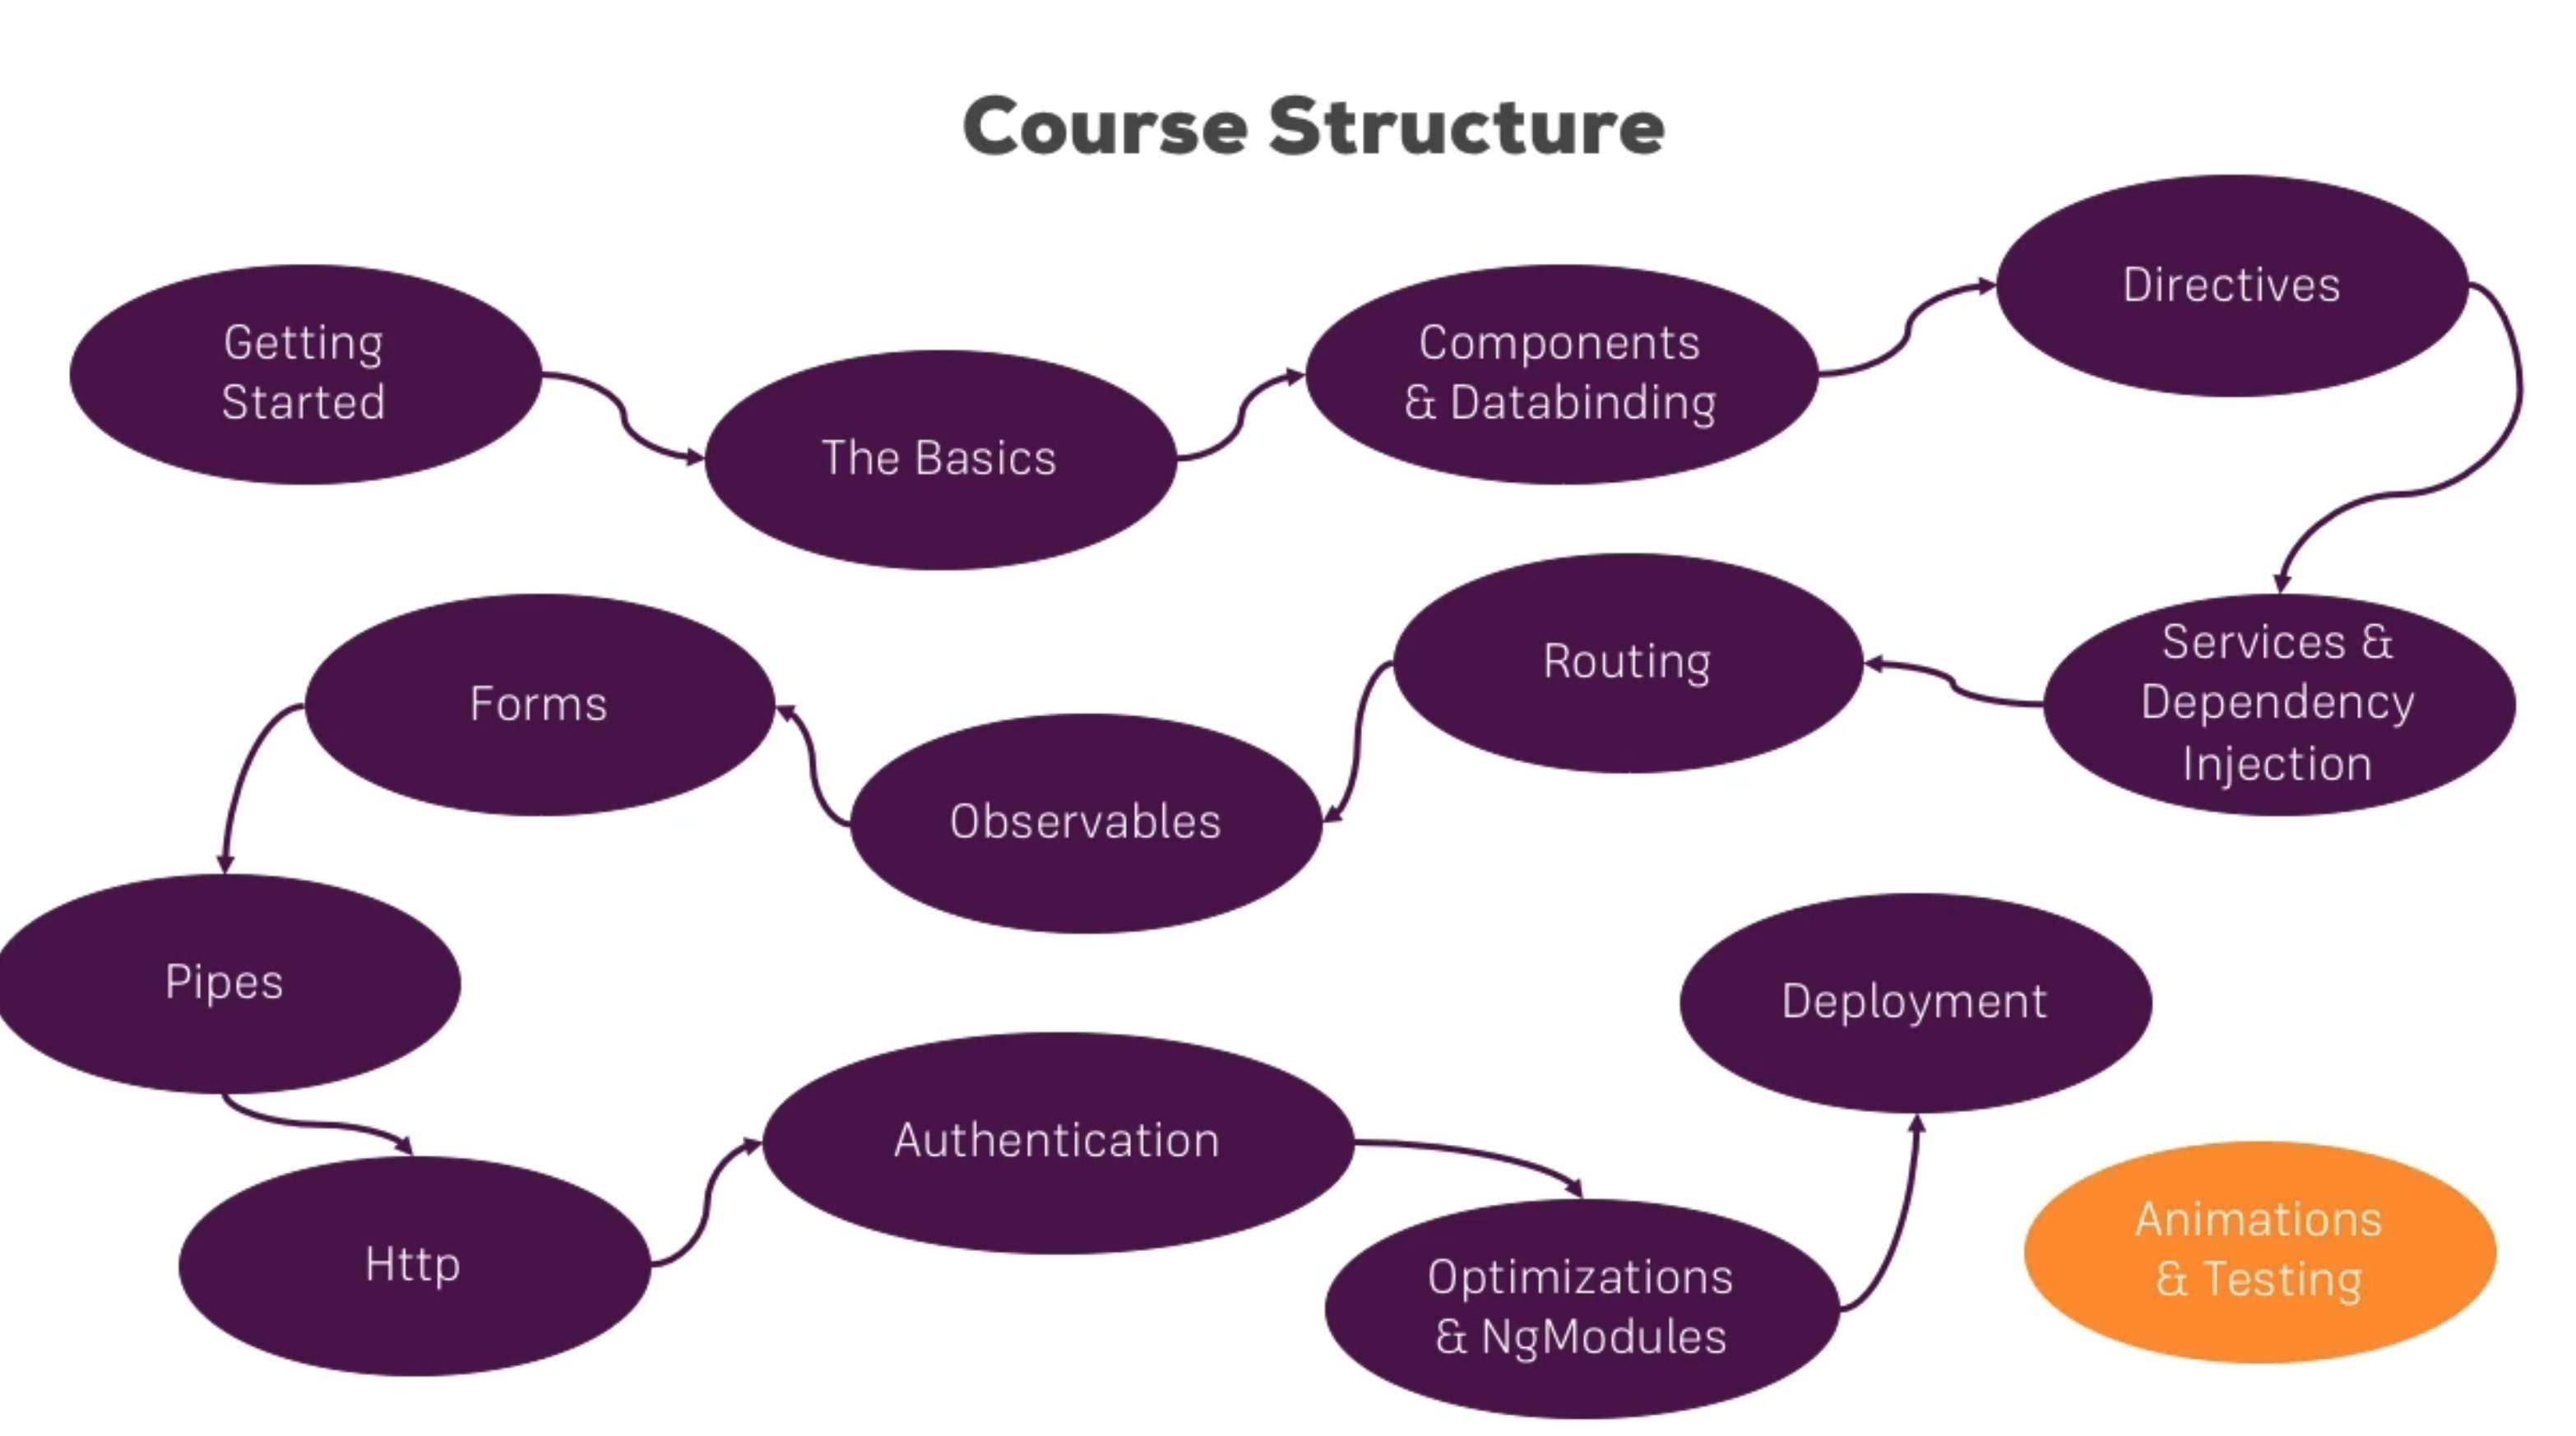 Course Structure
Getting
Started
The Basics
Components
& Databinding
Directives
Services &
Dependency
Injection
Routing
Observables
Forms
Pipes
Http
Authentication
Optimizations
& NgModules
Deployment
Animations
& Testing